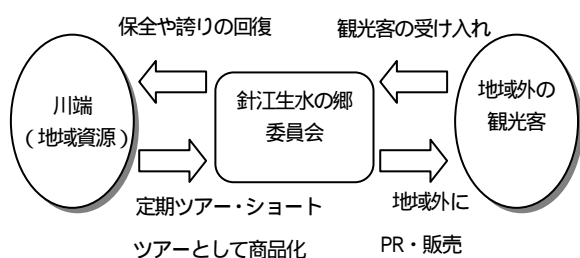 保全や誇りの回復
観光客の受け入れ
川端
（地域資源）
針江生水の郷
委員会
地域外の
観光客
定期ツアー・ショート
ツアーとして商品化
地域外に
PR・販売